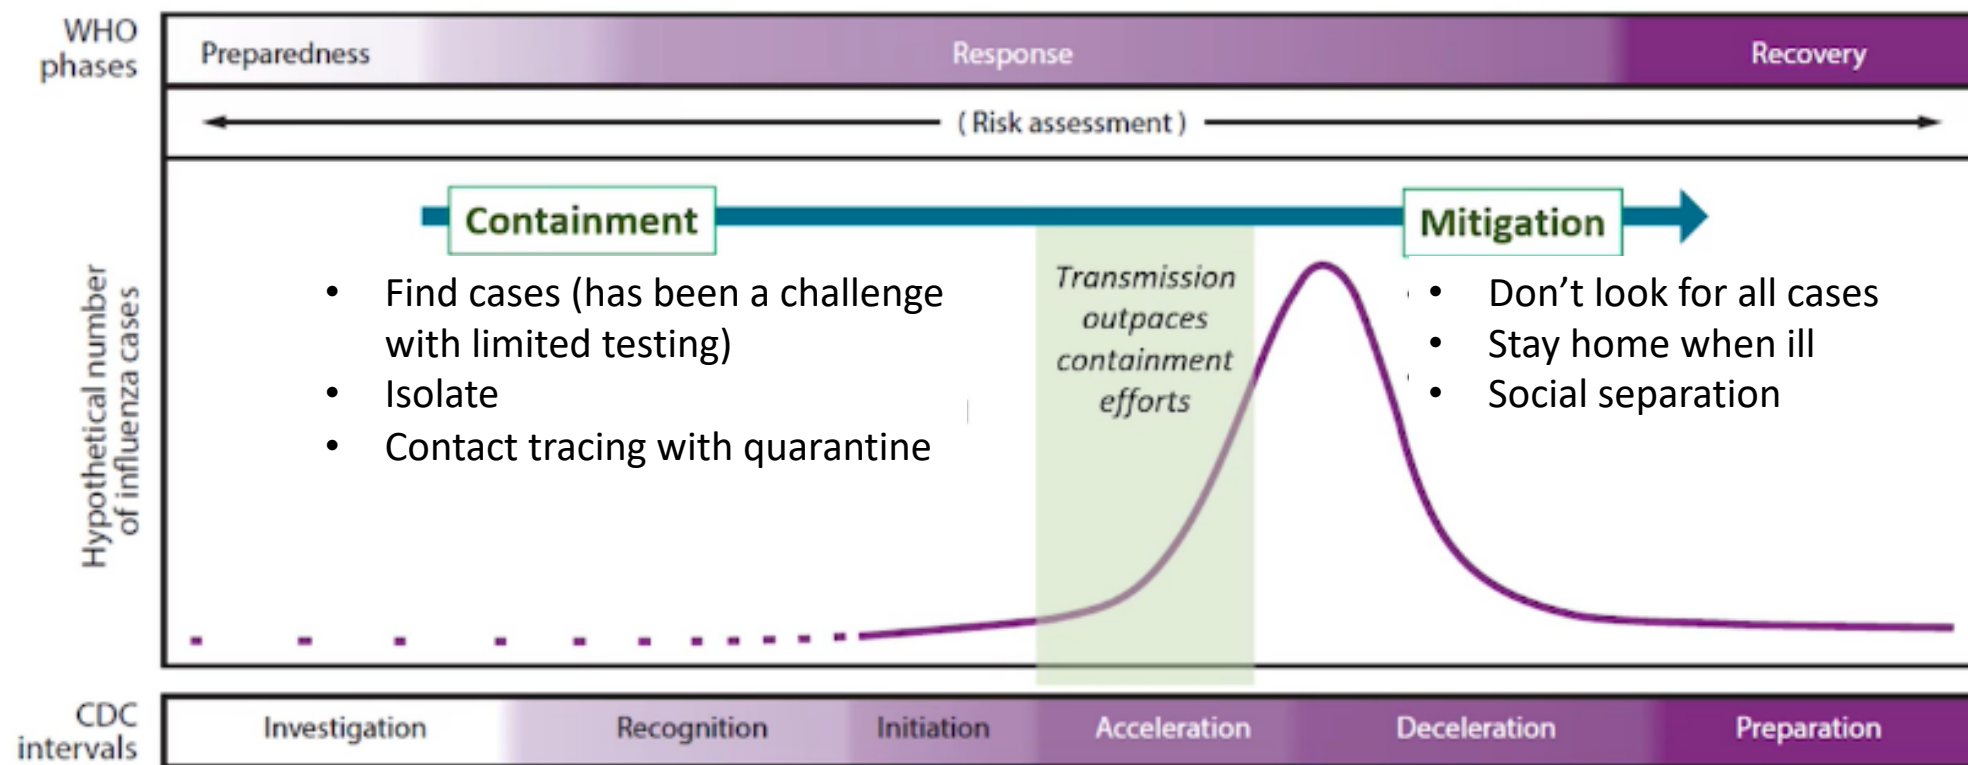 WHO
phases
Preparedness
Response
Recovery
( Risk assessment )
Containment
Mitigation
• Find cases (has been a challenge
with limited testing)
• Isolate
• Contact tracing with quarantine
Transmission
outpaces
containment
efforts
• Don’t look for all cases
• Stay home when ill
• Social separation
Hypothetical number
of influenza cases
CDC
intervals
Investigation
Recognition
Initiation
Acceleration
Deceleration
Preparation